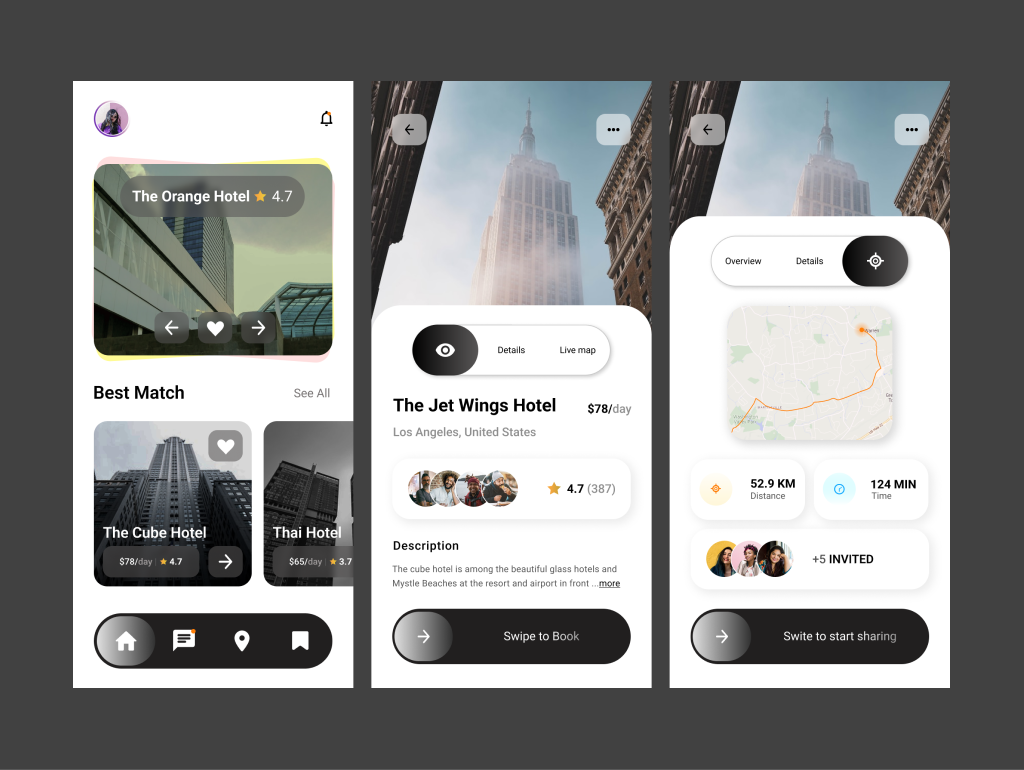 The Orange Hotel 4.7
Best Match
See All
The Cube Hotel
$78/day | 4.7
Thai Hotel
$65/day | 3.7
Details
Live map
The Jet Wings Hotel
$78/day
Los Angeles, United States
4.7 (387)
Description
The cube hotel is among the beautiful glass hotels and
Mystle Beaches at the resort and airport in front ...more
Swipe to Book
Overview
Details
52.9 KM
Distance
124 MIN
Time
+5 INVITED
Swite to start sharing